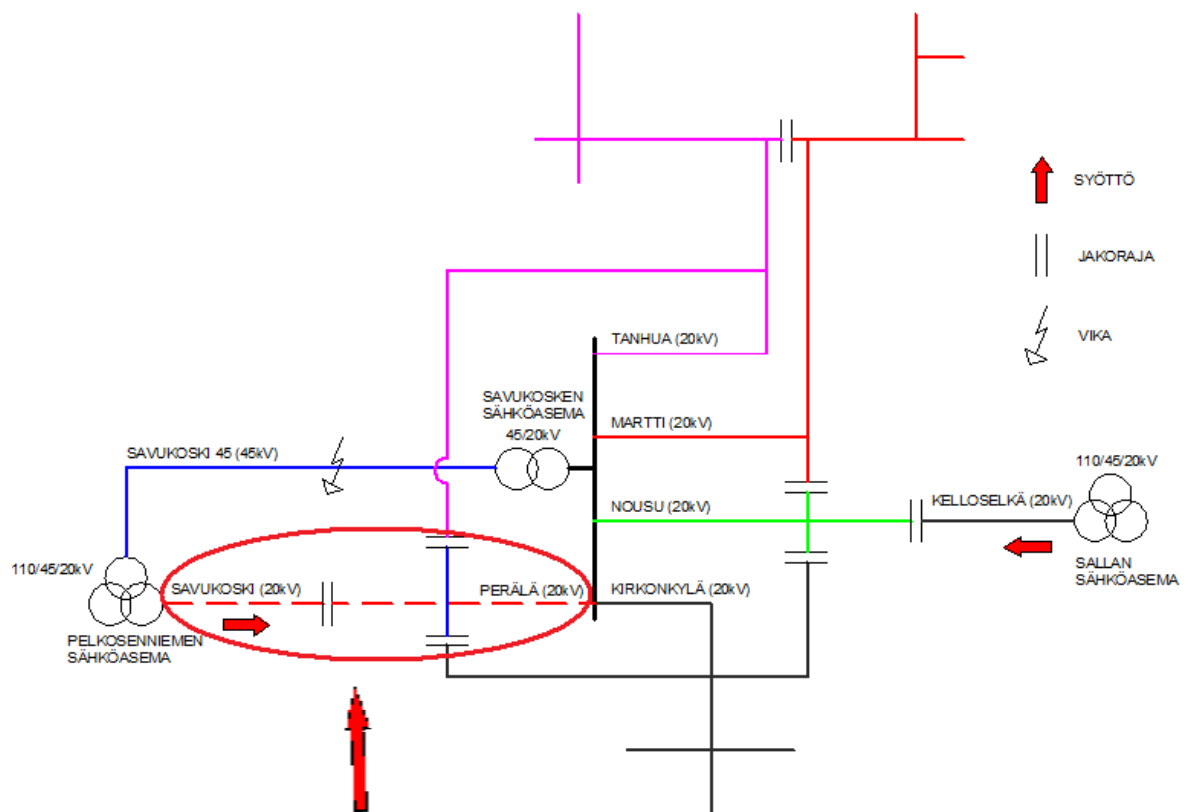 SYÖTTÖ
JAKORAJA
VIKA
TANHUA (20kV)
SAVUKOSKEN
SÄHKÖASEMA
45/20kV
MARTTI (20kV)
SAVUKOSKI 45 (45kV)
110/45/20kV
KELLOSELKÄ (20kV)
NOUSU (20kV)
SALLAN
SÄHKÖASEMA
110/45/20kV
SAVUKOSKI (20kV)
PERÄLÄ (20kV)
KIRKONKYLÄ (20kV)
PELKOSENNIEMEN
SÄHKÖASEMA